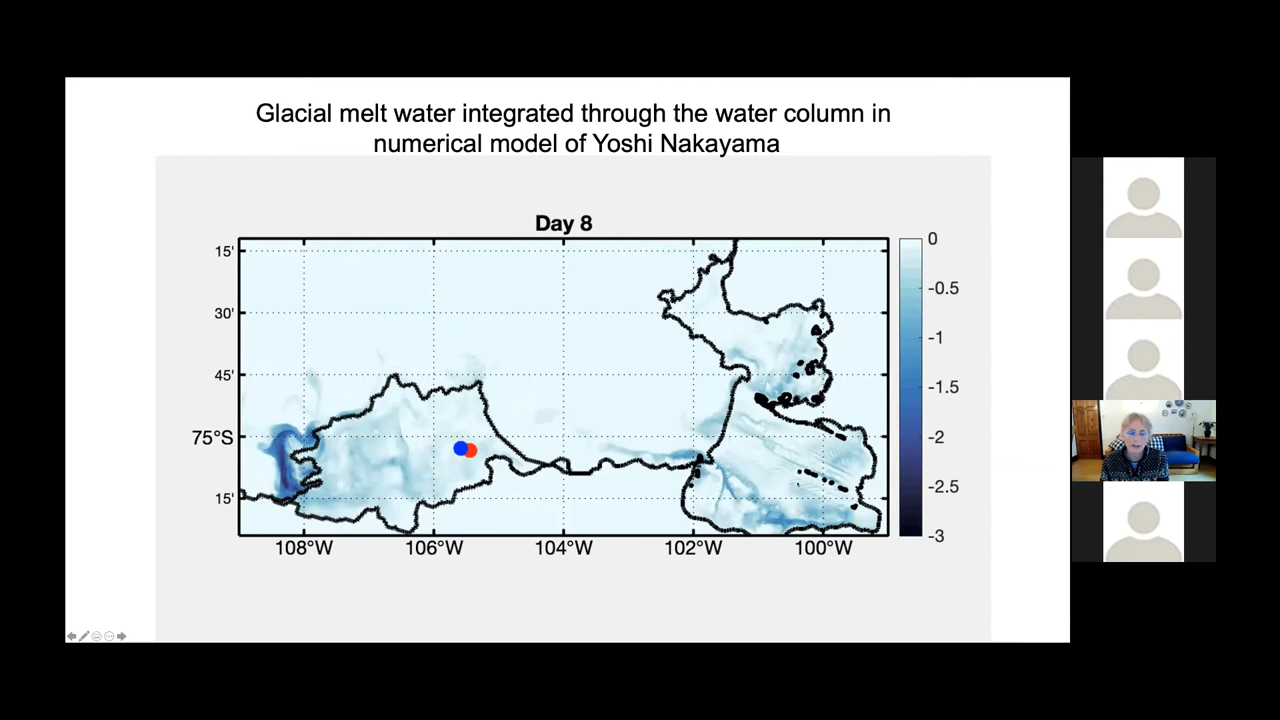 Glacial melt water integrated through the water column in
numerical model of Yoshi Nakayama
Day 8
15'
30'
45'
75°S
15'
108°W
106°W
104°W
102°W
100°W
0
-0.5
-1
-1.5
-2
-2.5
-3